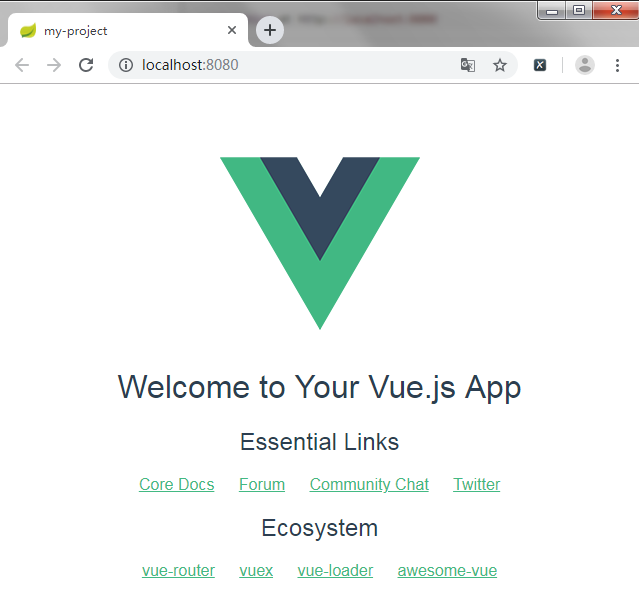 my-project
localhost:8080
Welcome to Your Vue.js App
Essential Links
Core Docs Forum Community Chat Twitter
Ecosystem
vue-router vuex vue-loader awesome-vue